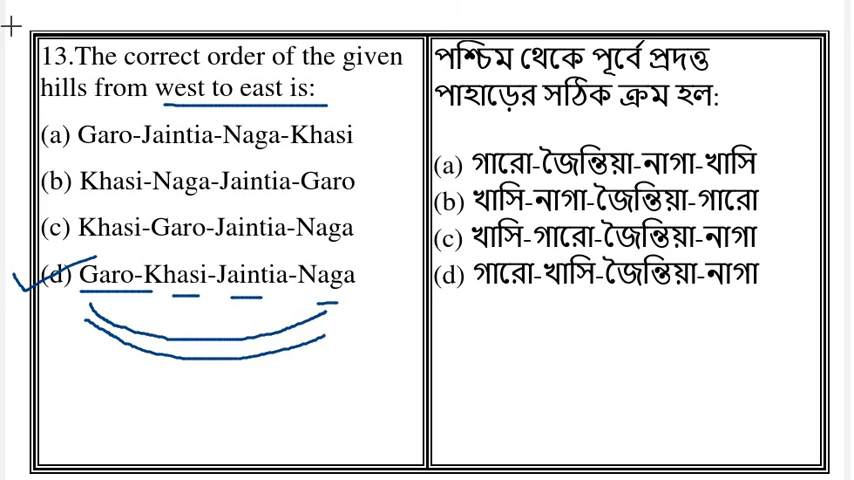 13.The correct order of the given
hills from west to east is:
(a) Garo-Jaintia-Naga-Khasi
(b) Khasi-Naga-Jaintia-Garo
(c) Khasi-Garo-Jaintia-Naga
(d) Garo-Khasi-Jaintia-Naga
পশ্চিম থেকে পূর্বে প্রদত্ত
পাহাড়ের সঠিক ক্রম হল:
(a) গারো-জৈন্তিয়া-নাগা-খাসি
(b) খাসি-নাগা-জৈন্তিয়া-গারো
(c) খাসি-গারো-জৈন্তিয়া-নাগা
(d) গারো-খাসি-জৈন্তিয়া-নাগা